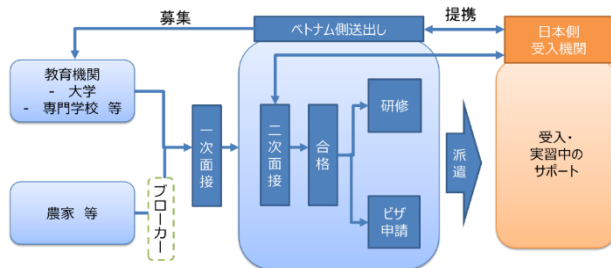 募集
ベトナム側送出し
提携
日本側
受入機関
教育機関
- 大学
- 専門学校 等
一次面接
二次面接
合格
研修
派遣
受入・
実習中の
サポート
農家 等
ブローカー
ビザ
申請